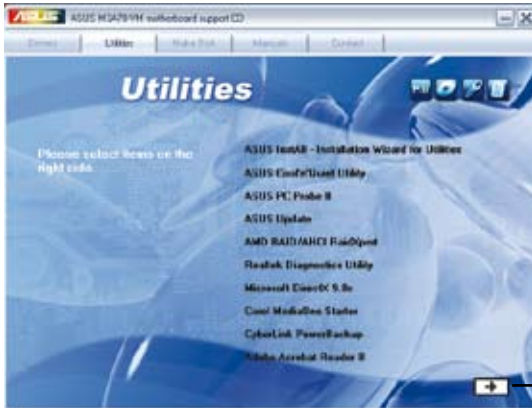 ASUS ASUS M3A78-VM motherboard support CD
Drivers Utilities Make Disk Manuals Contact
Utilities
Please select items on the
right side.
ASUS InstAll - Installation Wizard for Utilities
ASUS Cool'n'Quiet Utility
ASUS PC Probe II
ASUS Update
AMD RAID/AHCI RaidXpert
Realtek Diagnostics Utility
Microsoft DirectX 9.0c
Corel MediaOne Starter
CyberLink PowerBackup
Adobe Acrobat Reader 8